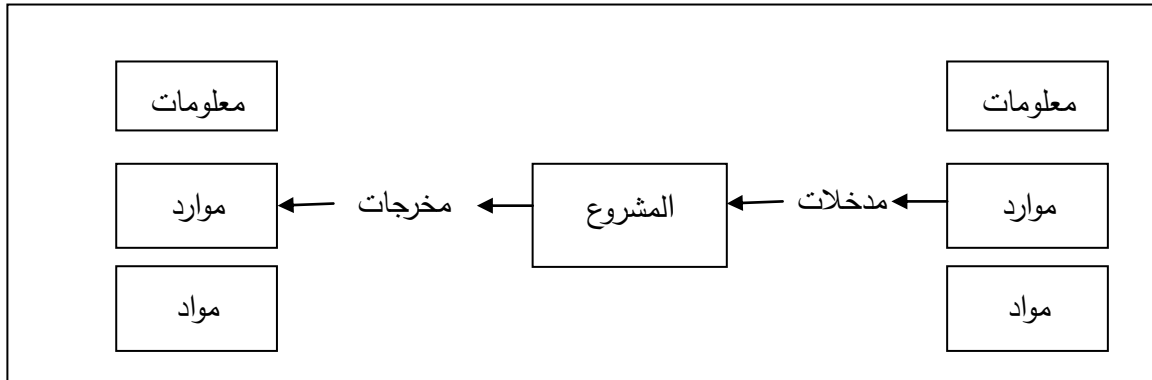 معلومات
معلومات
موارد
مدخلات
المشروع
مخرجات
موارد
مواد
مواد